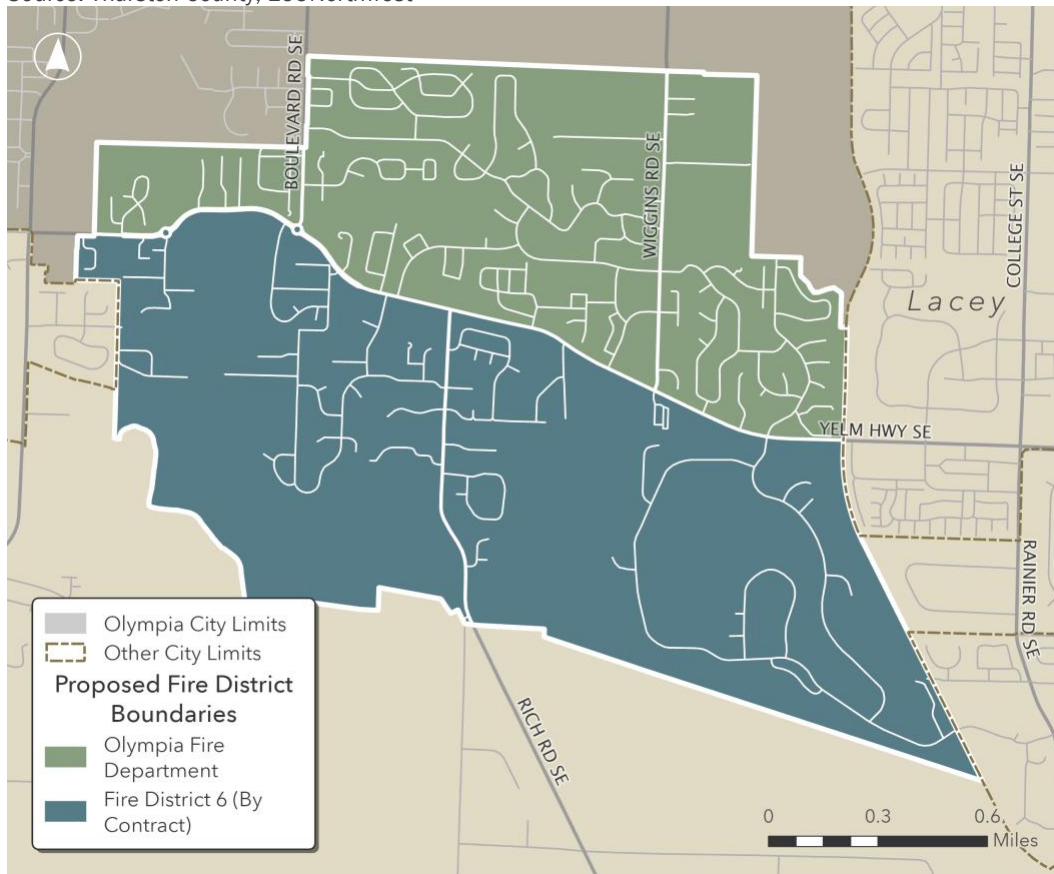 BOULEVARD RD SE
WIGGINS RD SE
COLLEGE ST SE
Lacey
YELM HWY SE
RAINIER RD SE
RICH RD SE
Olympia City Limits
Other City Limits
Proposed Fire District
Boundaries
Olympia Fire
Department
Fire District 6 (By
Contract)
0 0.3 0.6
Miles